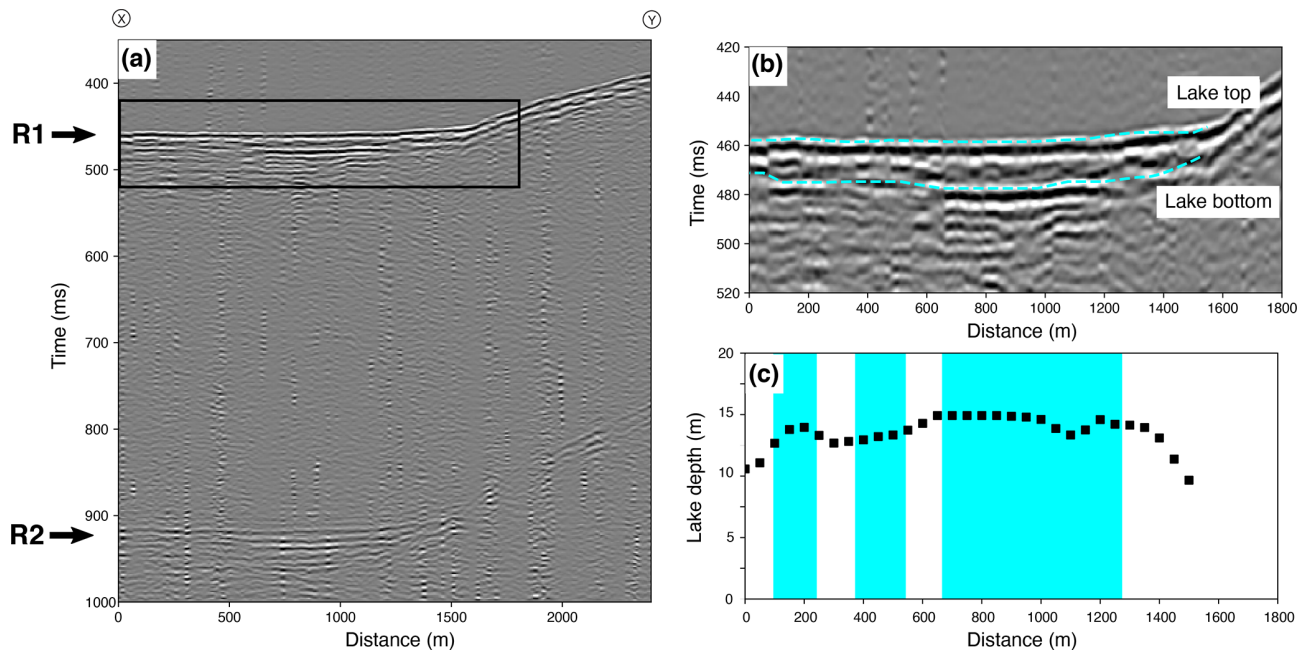 X
Y
(a)
R1
R2
400
500
600
700
800
900
1000
Time (ms)
0
500
1000
1500
2000
Distance (m)
(b)
Lake top
Lake bottom
420
440
460
480
500
520
Time (ms)
0
200
400
600
800
1000
1200
1400
1600
1800
Distance (m)
(c)
20
15
10
5
0
Lake depth (m)
0
200
400
600
800
1000
1200
1400
1600
1800
Distance (m)